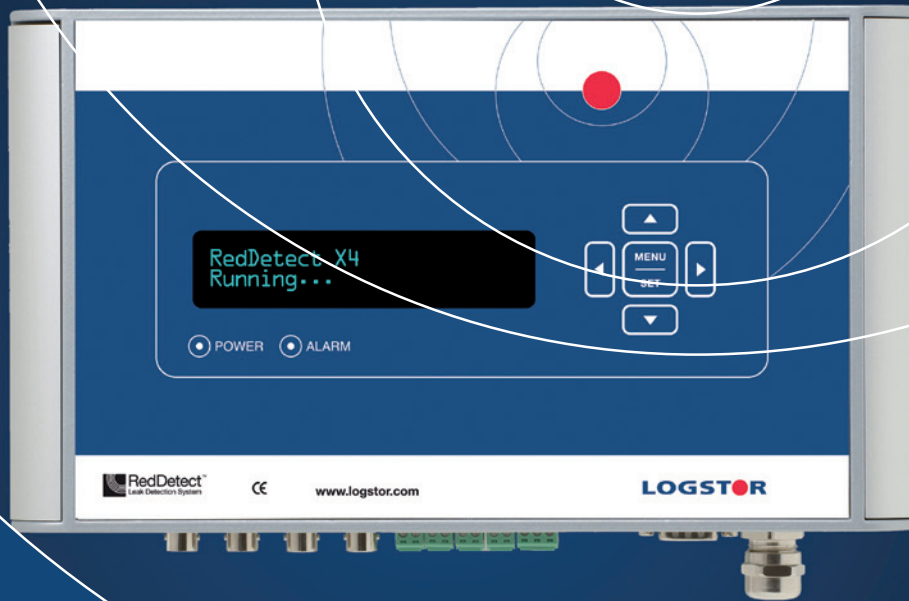 RedDetect X4
Running...
MENU
SET
POWER ALARM
RedDetect™
Leak Detection System
CE
www.logstor.com
LOGSTOR